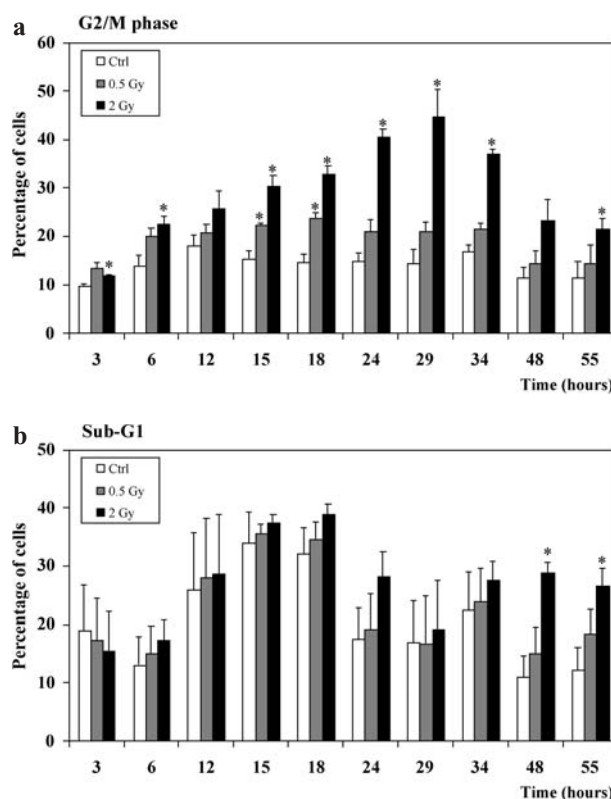 a
G2/M phase
60
50
40
30
20
10
0
Percentage of cells
Ctrl
0.5 Gy
2 Gy
* * * * * * * * * *
3 6 12 15 18 24 29 34 48 55
Time (hours)
b
Sub-G1
50
40
30
20
10
0
Percentage of cells
Ctrl
0.5 Gy
2 Gy
* *
3 6 12 15 18 24 29 34 48 55
Time (hours)